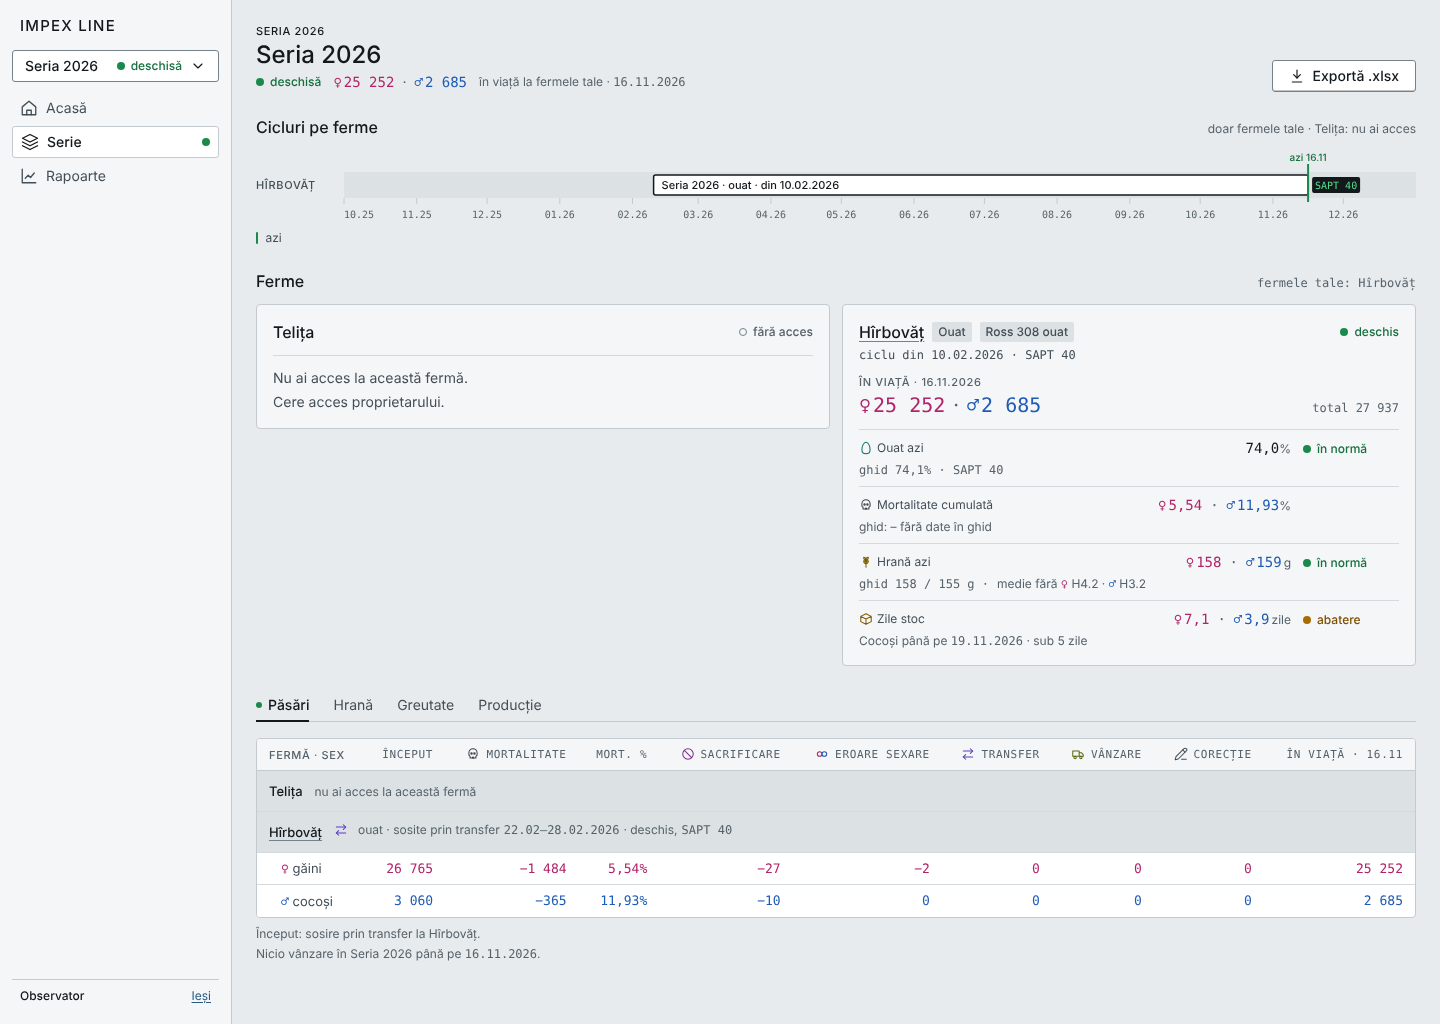 IMPEX LINE
Seria 2026 deschisă
Acasă
Serie
Rapoarte
Observator Ieși
SERIA 2026
Seria 2026
deschisă ♀25 252 · ♂2 685 în viață la fermele tale · 16.11.2026
Exportă .xlsx
Cicluri pe ferme
doar fermele tale · Telița: nu ai acces
azi 16.11
HÎRBOVĂȚ Seria 2026 · ouat · din 10.02.2026 SAPT 40
10.25 11.25 12.25 01.26 02.26 03.26 04.26 05.26 06.26 07.26 08.26 09.26 10.26 11.26 12.26
azi
Ferme
fermele tale: Hîrbovăț
Telița fără acces
Nu ai acces la această fermă.
Cere acces proprietarului.
Hîrbovăț Ouat Ross 308 ouat deschis
ciclu din 10.02.2026 · SAPT 40
ÎN VIAȚĂ · 16.11.2026
♀25 252 · ♂2 685 total 27 937
Ouat azi 74,0% în normă
ghid 74,1% · SAPT 40
Mortalitate cumulată ♀5,54 · ♂11,93%
ghid: – fără date în ghid
Hrană azi ♀158 · ♂159 g în normă
ghid 158 / 155 g · medie fără ♀ H4.2 · ♂ H3.2
Zile stoc ♀7,1 · ♂3,9 zile abatere
Cocoși până pe 19.11.2026 · sub 5 zile
Păsări Hrană Greutate Producție
FERMĂ · SEX ÎNCEPUT MORTALITATE MORT. % SACRIFICARE EROARE SEXARE TRANSFER VÂNZARE CORECȚIE ÎN VIAȚĂ · 16.11
Telița nu ai acces la această fermă
Hîrbovăț ouat · sosite prin transfer 22.02–28.02.2026 · deschis, SAPT 40
♀ găini 26 765 −1 484 5,54% −27 −2 0 0 0 25 252
♂ cocoși 3 060 −365 11,93% −10 0 0 0 0 2 685
Început: sosire prin transfer la Hîrbovăț.
Nicio vânzare în Seria 2026 până pe 16.11.2026.